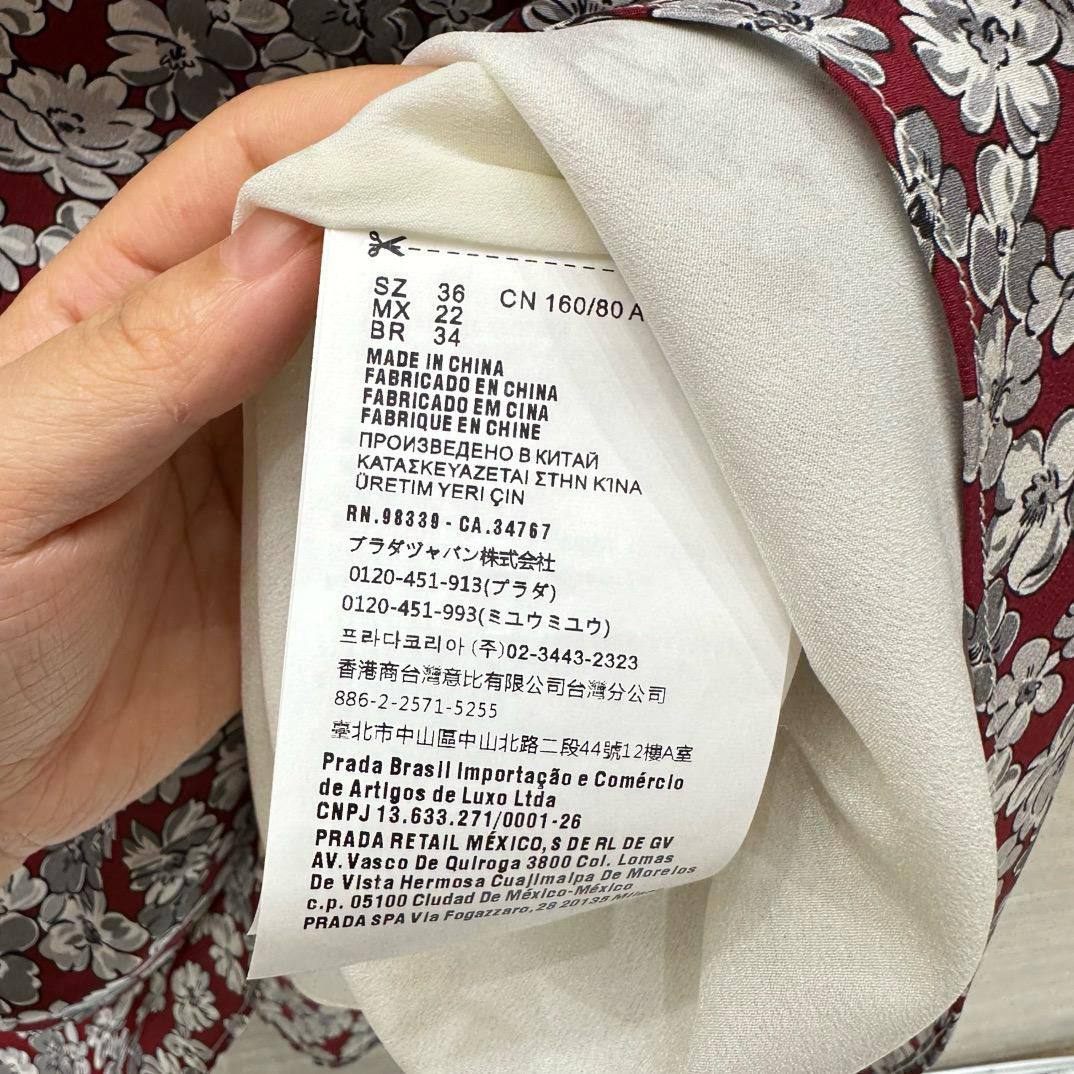 SZ 36 CN 160/80 A
MX 22
BR 34
MADE IN CHINA
FABRICADO EN CHINA
FABRICADO EM CINA
FABRIQUE EN CHINE
ПРОИЗВЕДЕНО В КИТАЙ
ΚΑΤΑΣΚΕΥΑΖΕΤΑΙ ΣΤΗΝ ΚΊΝΑ
ÜRETIM YERI ÇIN
RN.98339 - CA.34767
プラダジャパン株式会社
0120-451-913(プラダ)
0120-451-993(ミユウミユウ)
프라다코리아 (주)02-3443-2323
香港商台灣意比有限公司台灣分公司
886-2-2571-5255
臺北市中山區中山北路二段44號12樓A室
Prada Brasil Importação e Comércio
de Artigos de Luxo Ltda
CNPJ 13.633.271/0001-26
PRADA RETAIL MÉXICO, S DE RL DE GV
AV. Vasco De Quiroga 3800 Col. Lomas
De Vista Hermosa Cuajimalpa De Morelos
c.p. 05100 Ciudad De México-México
PRADA SPA Via Fogazzaro, 28 20135